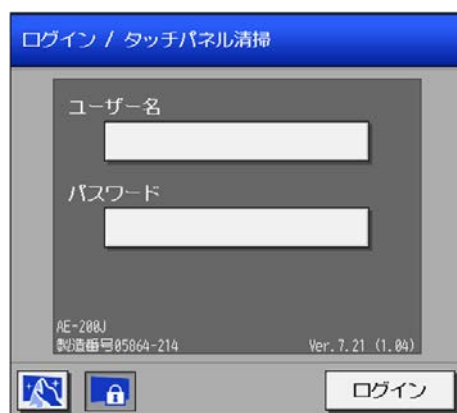 ログイン / タッチパネル清掃
ユーザー名
パスワード
AE-200J
製造番号05864-214 Ver.7.21 (1.04)
ログイン